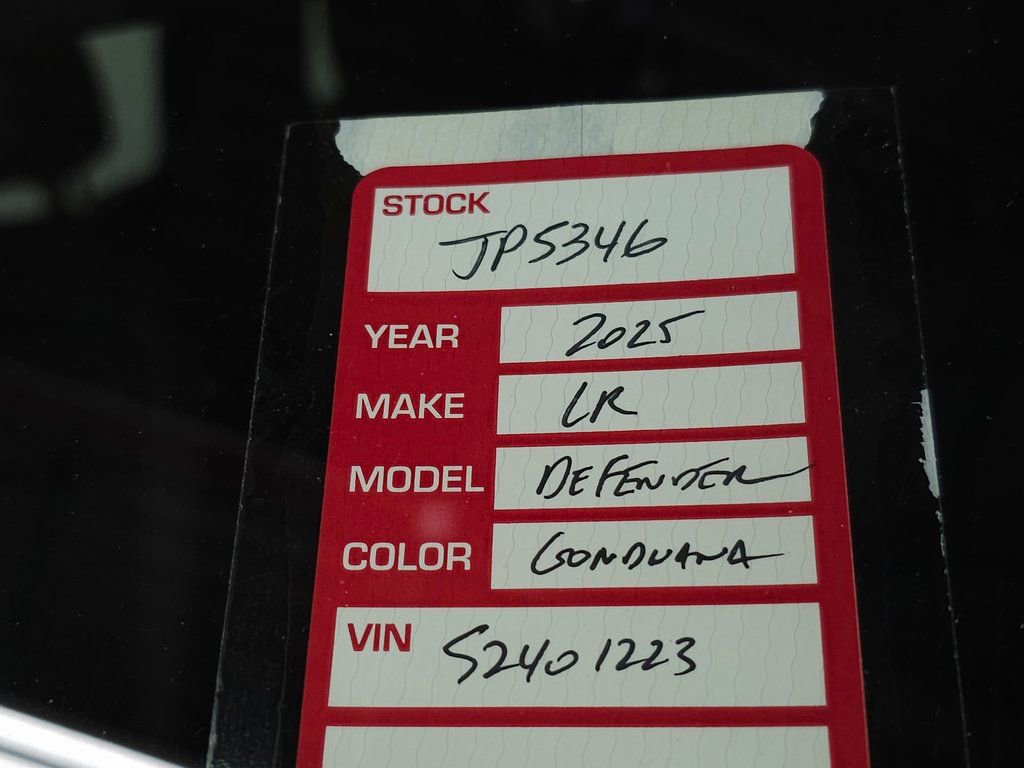 STOCK
JP5346
YEAR 2025
MAKE LR
MODEL DEFENDER
COLOR GONDUANA
VIN S2401223